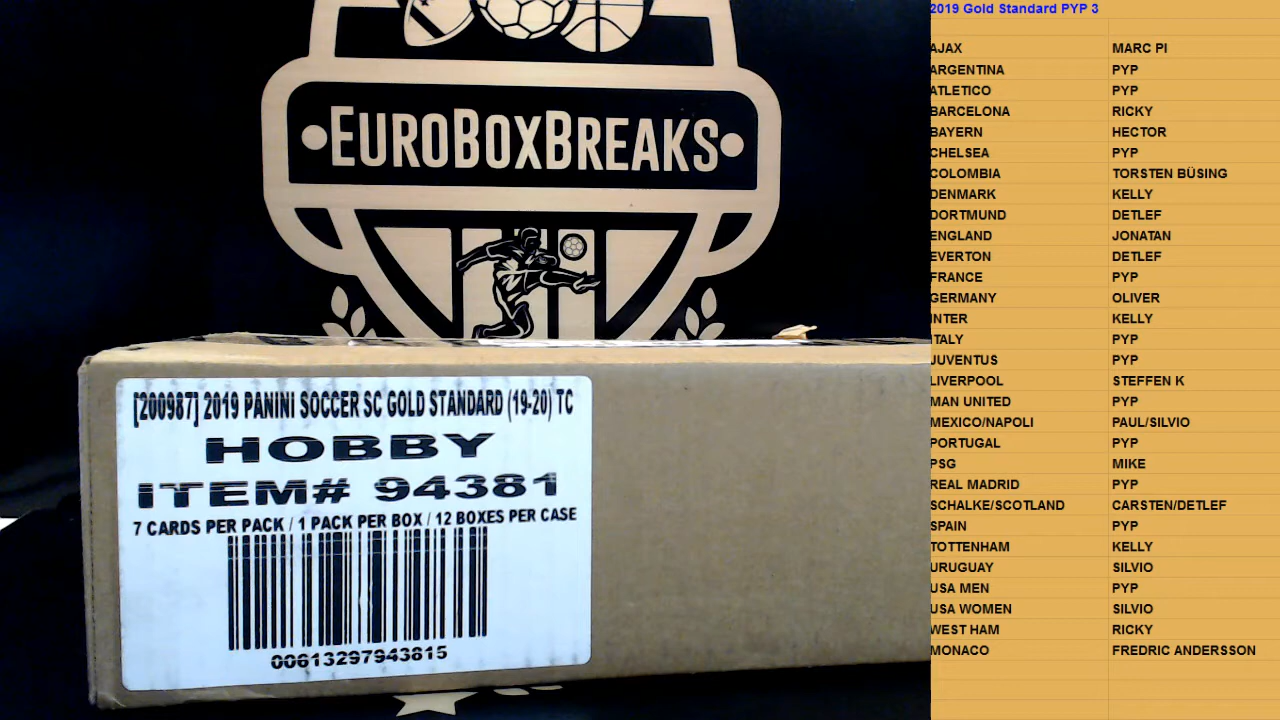 EUROBOXBREAKS
[200987] 2019 PANINI SOCCER SC GOLD STANDARD (19-20) TC
HOBBY
ITEM# 94381
7 CARDS PER PACK / 1 PACK PER BOX / 12 BOXES PER CASE
00613297943815
2019 Gold Standard PYP 3
AJAX MARC PI
ARGENTINA PYP
ATLETICO PYP
BARCELONA RICKY
BAYERN HECTOR
CHELSEA PYP
COLOMBIA TORSTEN BÜSING
DENMARK KELLY
DORTMUND DETLEF
ENGLAND JONATAN
EVERTON DETLEF
FRANCE PYP
GERMANY OLIVER
INTER KELLY
ITALY PYP
JUVENTUS PYP
LIVERPOOL STEFFEN K
MAN UNITED PYP
MEXICO/NAPOLI PAUL/SILVIO
PORTUGAL PYP
PSG MIKE
REAL MADRID PYP
SCHALKE/SCOTLAND CARSTEN/DETLEF
SPAIN PYP
TOTTENHAM KELLY
URUGUAY SILVIO
USA MEN PYP
USA WOMEN SILVIO
WEST HAM RICKY
MONACO FREDRIC ANDERSSON